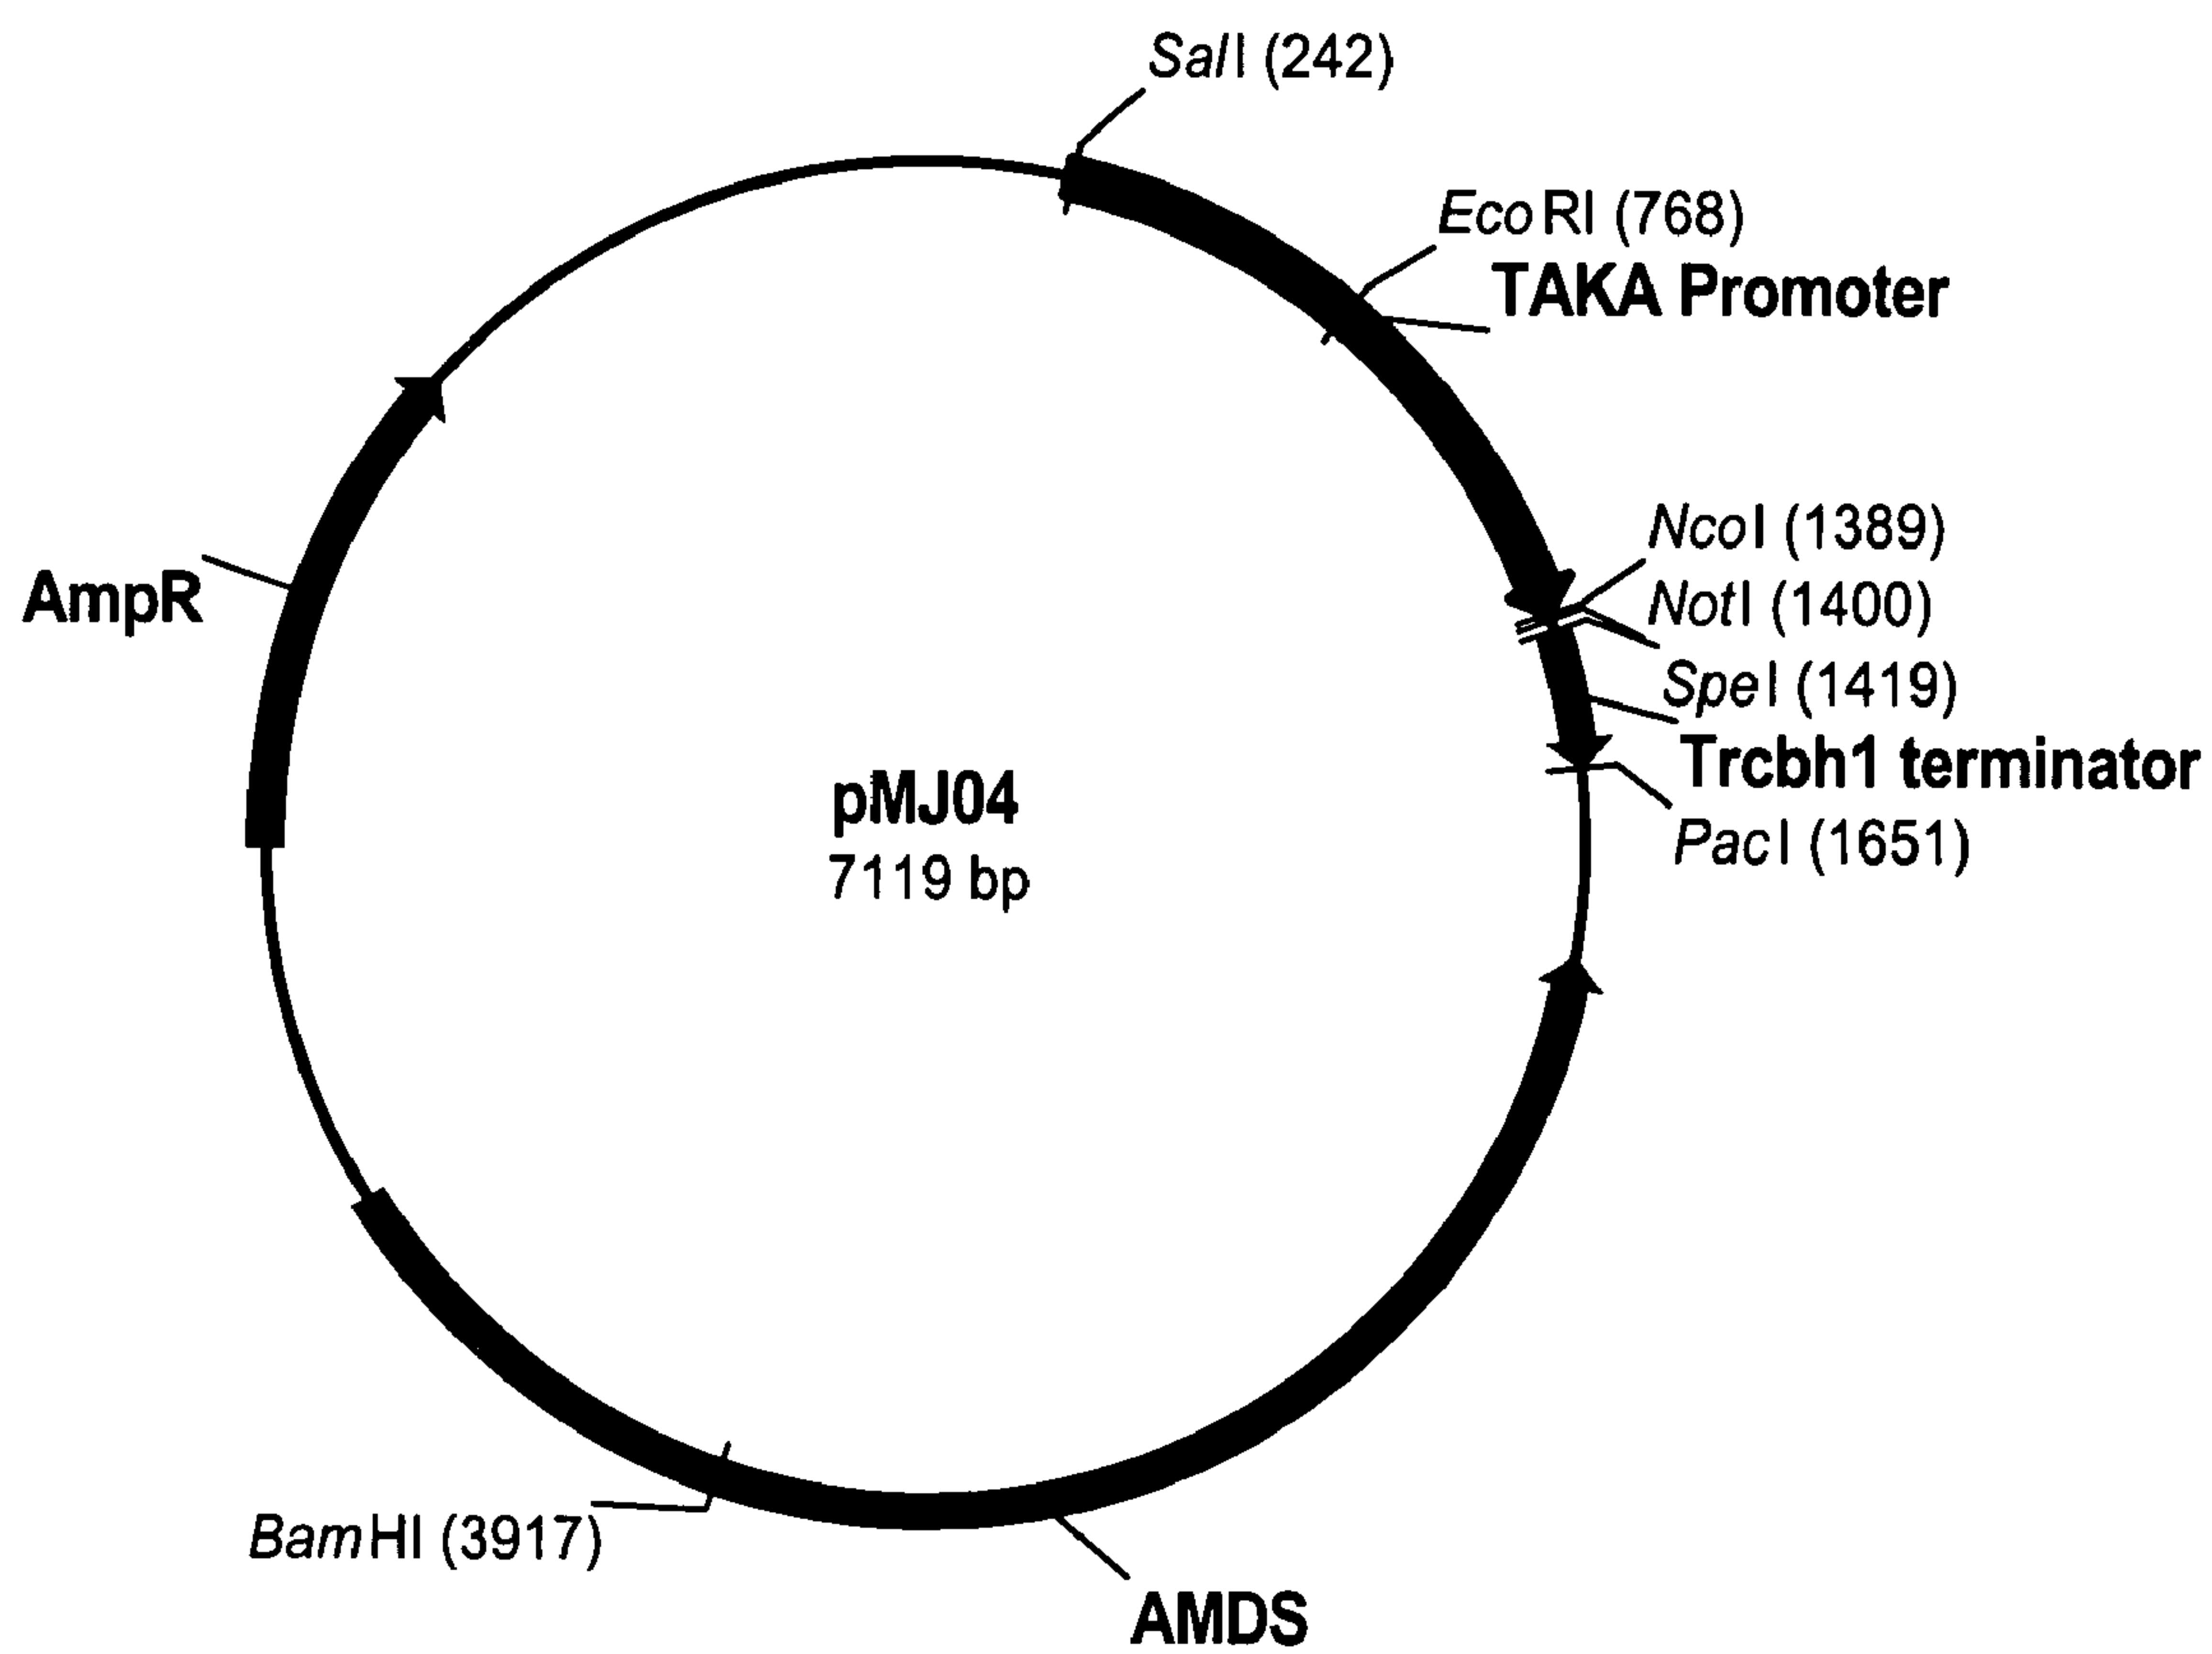 SalI (242)
EcoRI (768)
TAKA Promoter
NcoI (1389)
NotI (1400)
SpeI (1419)
Trcbh1 terminator
PacI (1651)
AmpR
pMJ04
7119 bp
BamHI (3917)
AMDS